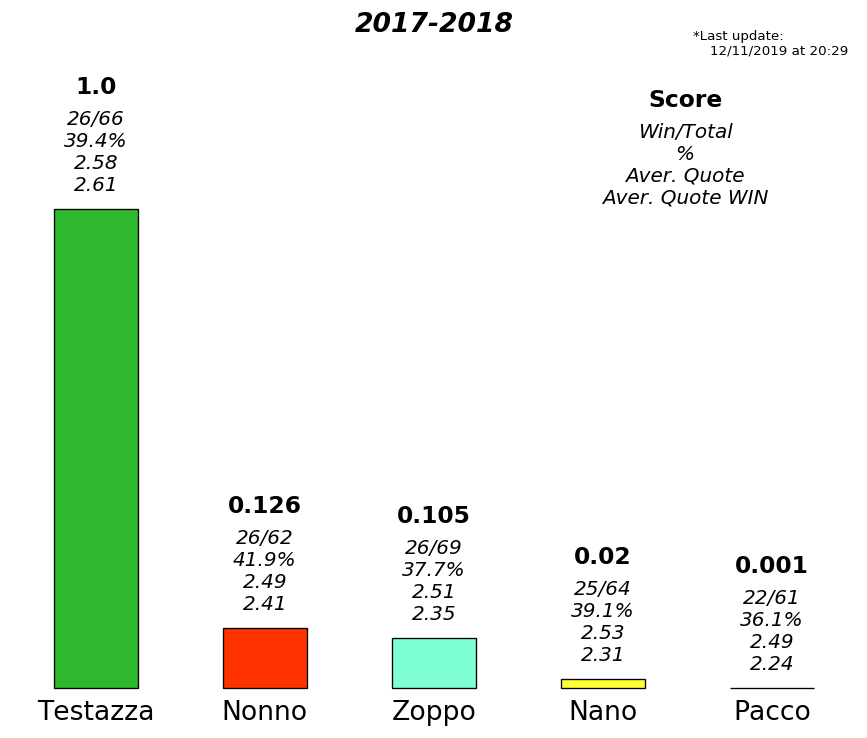 2017-2018
*Last update:
12/11/2019 at 20:29
Score
Win/Total
%
Aver. Quote
Aver. Quote WIN
1.0
26/66
39.4%
2.58
2.61
0.126
26/62
41.9%
2.49
2.41
0.105
26/69
37.7%
2.51
2.35
0.02
25/64
39.1%
2.53
2.31
0.001
22/61
36.1%
2.49
2.24
Testazza
Nonno
Zoppo
Nano
Pacco